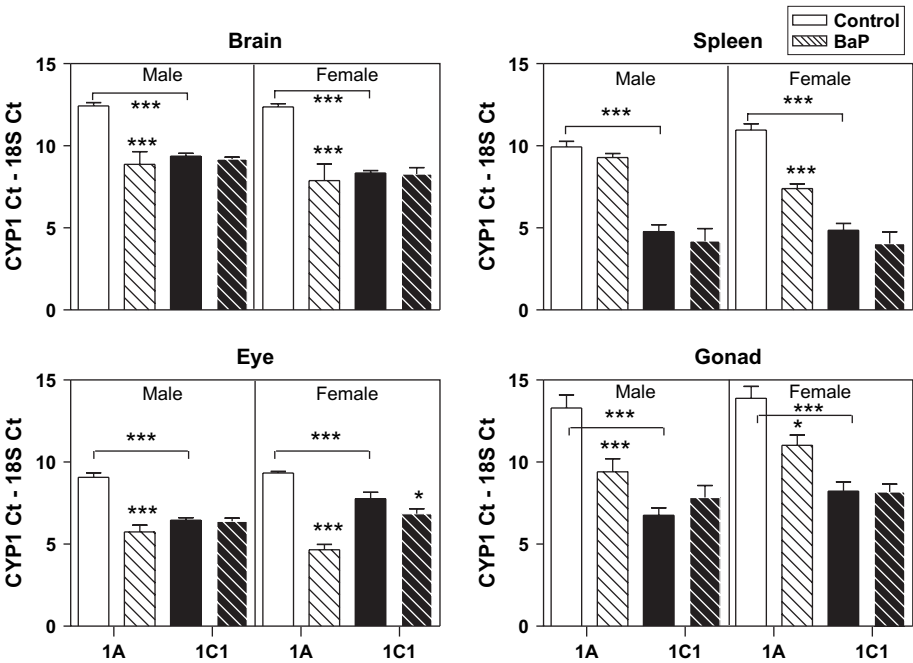 Control
BaP
Brain
Spleen
CYP1 Ct - 18S Ct
15
10
5
0
Male
Female
***
***
***
***
CYP1 Ct - 18S Ct
15
10
5
0
Male
Female
***
***
***
Eye
Gonad
CYP1 Ct - 18S Ct
15
10
5
0
Male
Female
***
***
***
***
*
1A
1C1
1A
1C1
CYP1 Ct - 18S Ct
15
10
5
0
Male
Female
***
***
***
*
1A
1C1
1A
1C1